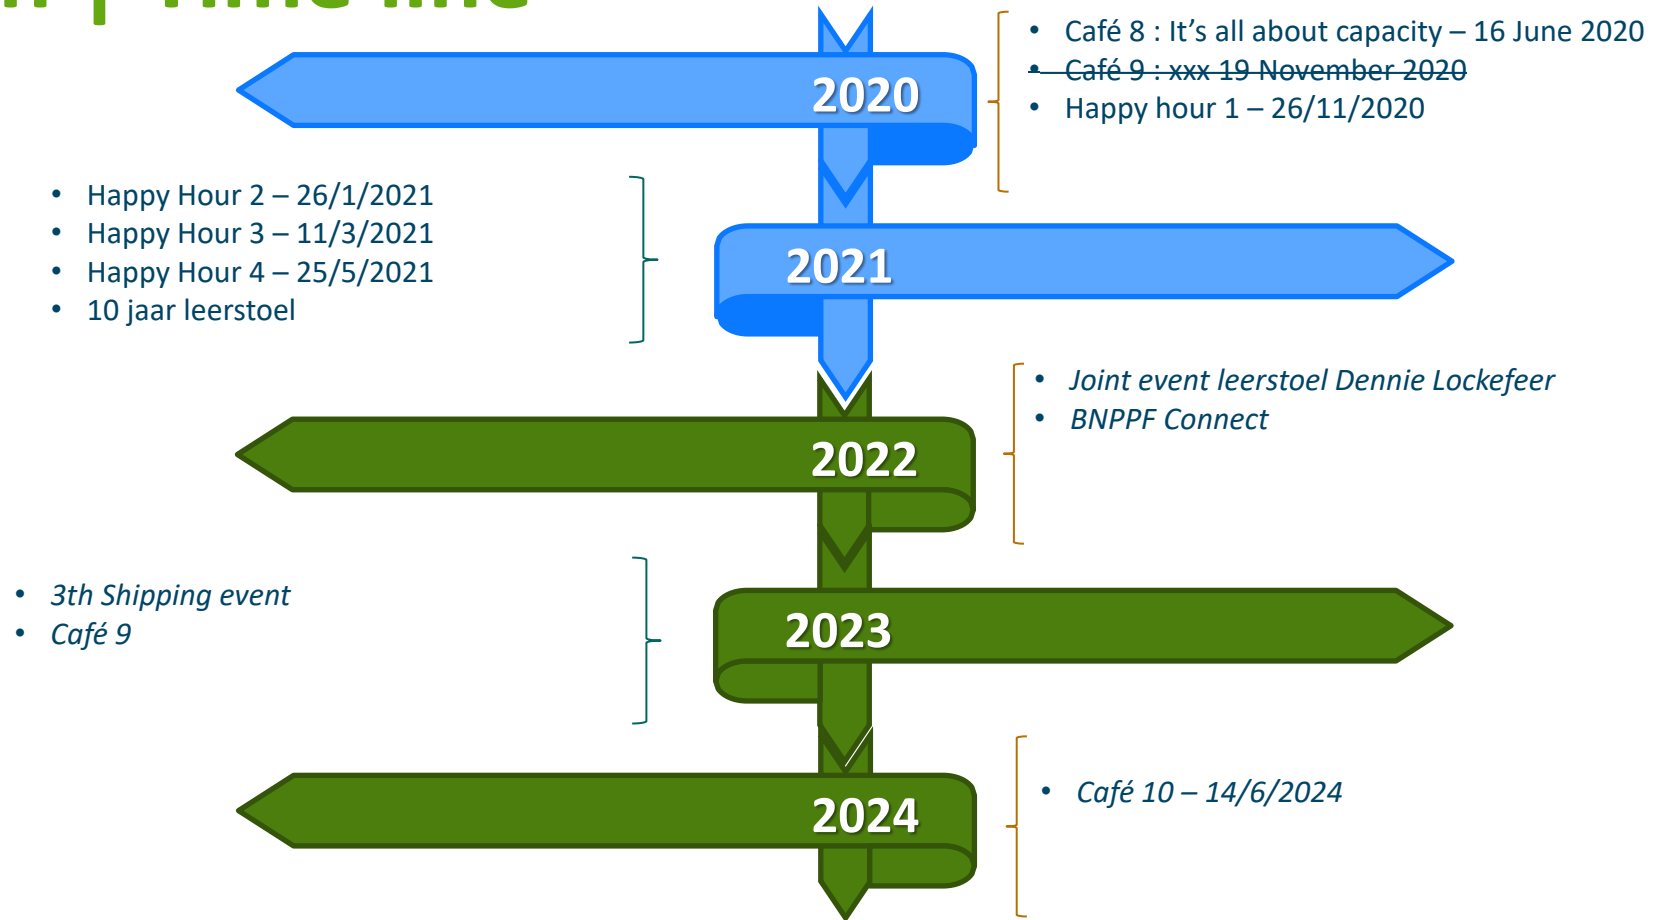 Time line
• Café 8 : It’s all about capacity – 16 June 2020
• Café 9 : xxx 19 November 2020
• Happy hour 1 – 26/11/2020
2020
• Happy Hour 2 – 26/1/2021
• Happy Hour 3 – 11/3/2021
• Happy Hour 4 – 25/5/2021
• 10 jaar leerstoel
2021
• Joint event leerstoel Dennie Lockefeer
• BNPPF Connect
2022
• 3th Shipping event
• Café 9
2023
• Café 10 – 14/6/2024
2024